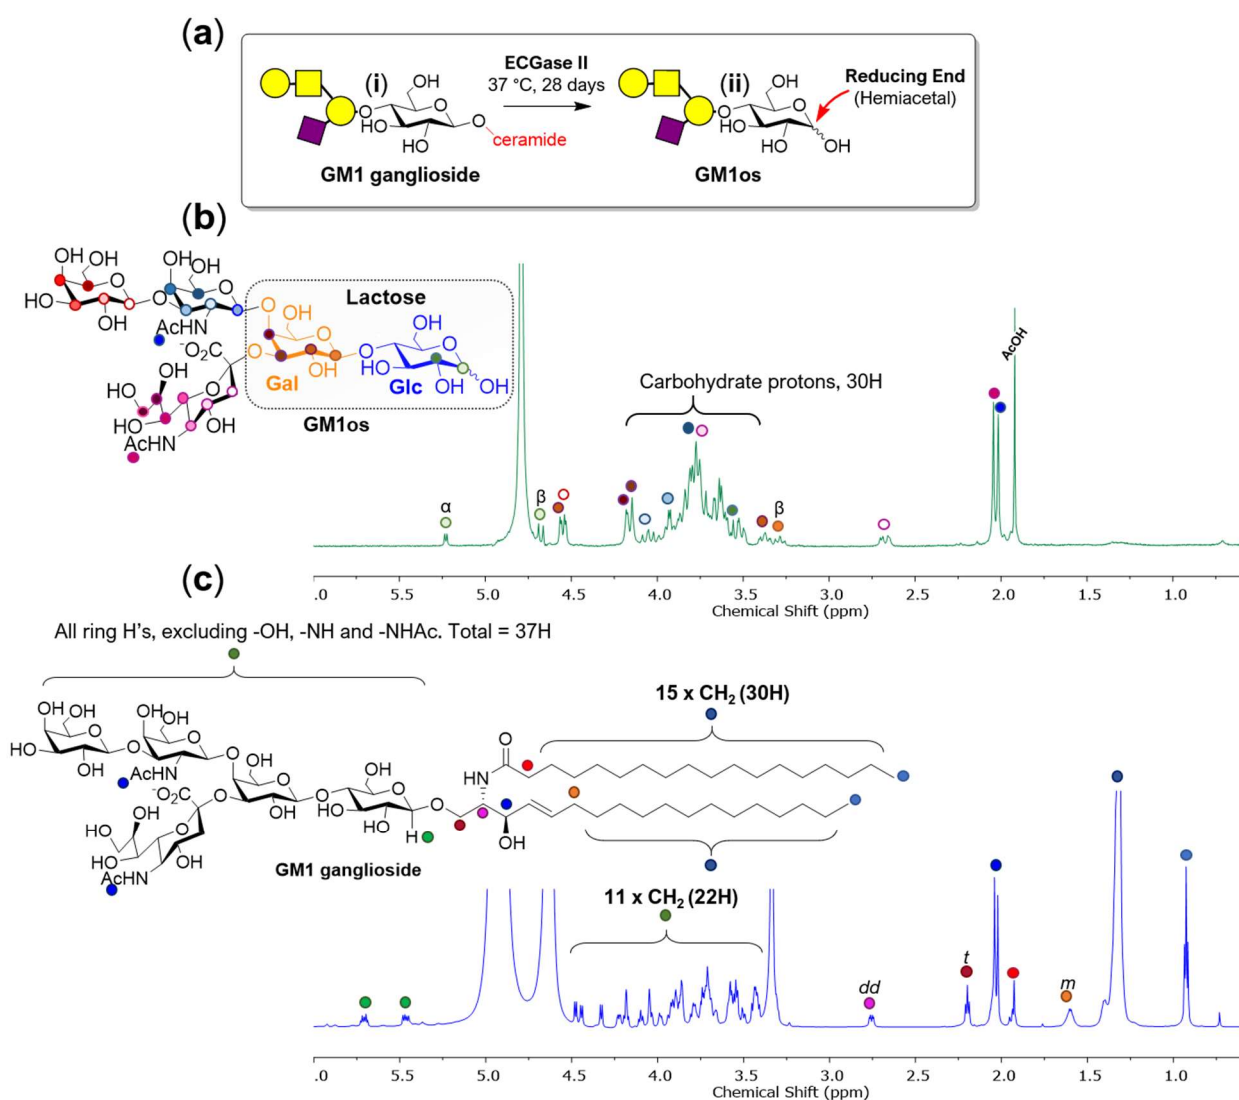 (a)
(i)
OH
O
HO
OH
O
O
ceramide
GM1 ganglioside
ECGase II
37 °C, 28 days
(ii)
OH
O
HO
OH
O
OH
GM1os
Reducing End
(Hemiacetal)
(b)
OH
OH
O
HO
OH
O
OH
OH
O
AcHN
O
⁻O₂C
O
OH
O
OH
O
OH
O
HO
OH
OH
Lactose
Gal
Glc
GM1os
OH
OH
HO
O
OH
AcHN
Carbohydrate protons, 30H
AcOH
α
β
β
.0 5.5 5.0 4.5 4.0 3.5 3.0 2.5 2.0 1.5 1.0
Chemical Shift (ppm)
(c)
All ring H's, excluding -OH, -NH and -NHAc. Total = 37H
15 x CH₂ (30H)
OH
OH
O
HO
OH
O
OH
OH
O
AcHN
O
⁻O₂C
O
OH
O
OH
O
OH
O
HO
OH
H
O
O
NH
OH
OH
OH
HO
O
OH
AcHN
GM1 ganglioside
11 x CH₂ (22H)
dd
t
m
.0 5.5 5.0 4.5 4.0 3.5 3.0 2.5 2.0 1.5 1.0
Chemical Shift (ppm)